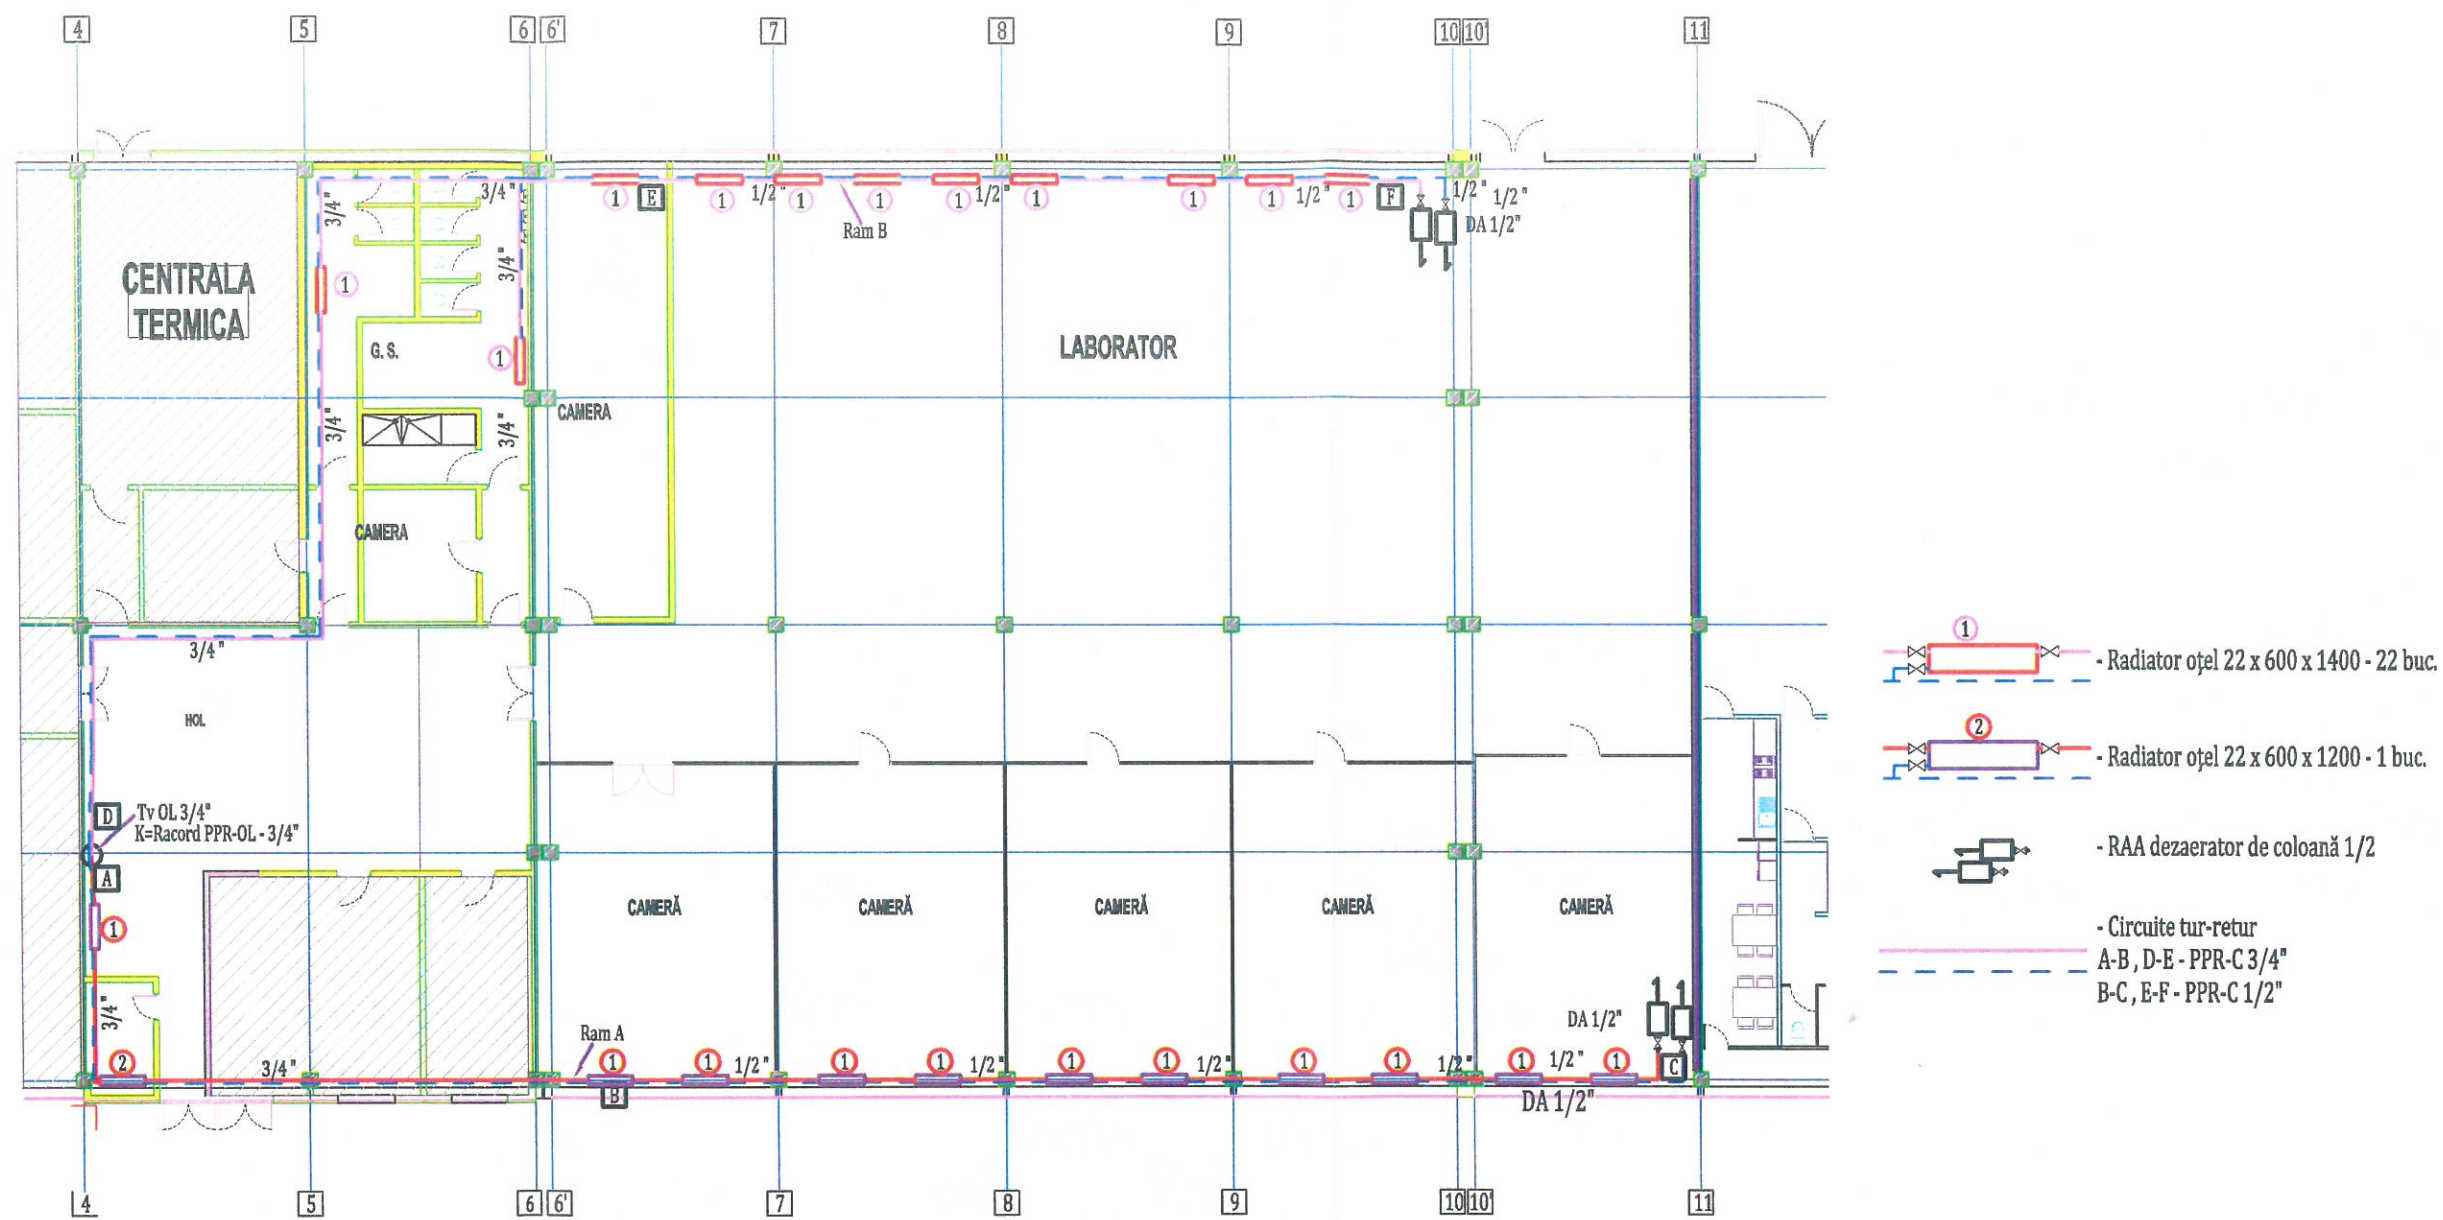 4 5 6 6' 7 8 9 10 10' 11
3/4" 1/2" 1/2" 1/2" 1/2" 1/2"
1 E 1 1 1 1 1 1 1 1 F
3/4"
Ram B
DA 1/2"
3/4"
CENTRALA
TERMICA
1
G. S.
1
LABORATOR
CAMERA
3/4" 3/4"
CAMERA
3/4"
HOL
D
Tv OL 3/4"
K=Racord PPR-OL - 3/4"
A
1
CAMERĂ CAMERĂ CAMERĂ CAMERĂ CAMERĂ
3/4"
Ram A
DA 1/2"
2 3/4" 1 1 1/2" 1 1 1/2" 1 1 1/2" 1 1 1/2" 1 1/2" 1 C
B
DA 1/2"
4 5 6 6' 7 8 9 10 10' 11
1
- Radiator oțel 22 x 600 x 1400 - 22 buc.
2
- Radiator oțel 22 x 600 x 1200 - 1 buc.
- RAA dezaerator de coloană 1/2
- Circuite tur-retur
A-B , D-E - PPR-C 3/4"
B-C , E-F - PPR-C 1/2"